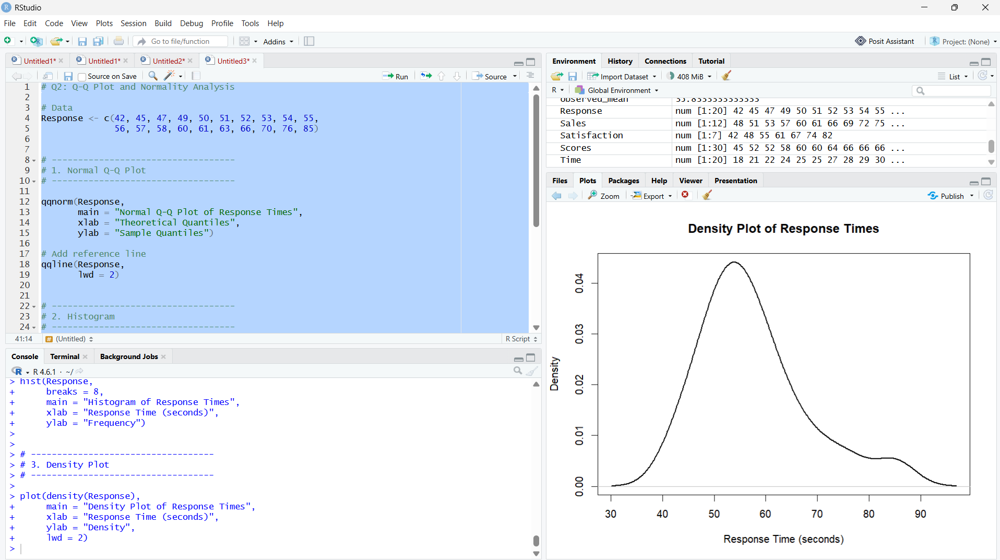 RStudio
File Edit Code View Plots Session Build Debug Profile Tools Help
Go to file/function Addins Posit Assistant Project: (None)
Untitled1* Untitled1* Untitled2* Untitled3*
Source on Save Run Source
1 # Q2: Q-Q Plot and Normality Analysis
2
3 # Data
4 Response <- c(42, 45, 47, 49, 50, 51, 52, 53, 54, 55,
5 56, 57, 58, 60, 61, 63, 66, 70, 76, 85)
6
7
8 # -----------------------------------
9 # 1. Normal Q-Q Plot
10 # -----------------------------------
11
12 qqnorm(Response,
13 main = "Normal Q-Q Plot of Response Times",
14 xlab = "Theoretical Quantiles",
15 ylab = "Sample Quantiles")
16
17 # Add reference line
18 qqline(Response,
19 lwd = 2)
20
21
22 # -----------------------------------
23 # 2. Histogram
24 # -----------------------------------
41:14 # (Untitled) R Script
Console Terminal Background Jobs
R 4.6.1 · ~/
> hist(Response,
+ breaks = 8,
+ main = "Histogram of Response Times",
+ xlab = "Response Time (seconds)",
+ ylab = "Frequency")
>
>
> # -----------------------------------
> # 3. Density Plot
> # -----------------------------------
>
> plot(density(Response),
+ main = "Density Plot of Response Times",
+ xlab = "Response Time (seconds)",
+ ylab = "Density",
+ lwd = 2)
>
Environment History Connections Tutorial
Import Dataset 408 MiB List
R Global Environment
observed_mean 35.8333333333333
Response num [1:20] 42 45 47 49 50 51 52 53 54 55 ...
Sales num [1:12] 48 51 53 57 60 61 66 69 72 75 ...
Satisfaction num [1:7] 42 48 55 61 67 74 82
Scores num [1:30] 45 52 52 58 60 60 64 66 66 66 ...
Time num [1:20] 18 21 22 24 25 25 27 28 29 30 ...
Files Plots Packages Help Viewer Presentation
Zoom Export Publish
Density Plot of Response Times
Density
0.04
0.03
0.02
0.01
0.00
30 40 50 60 70 80 90
Response Time (seconds)